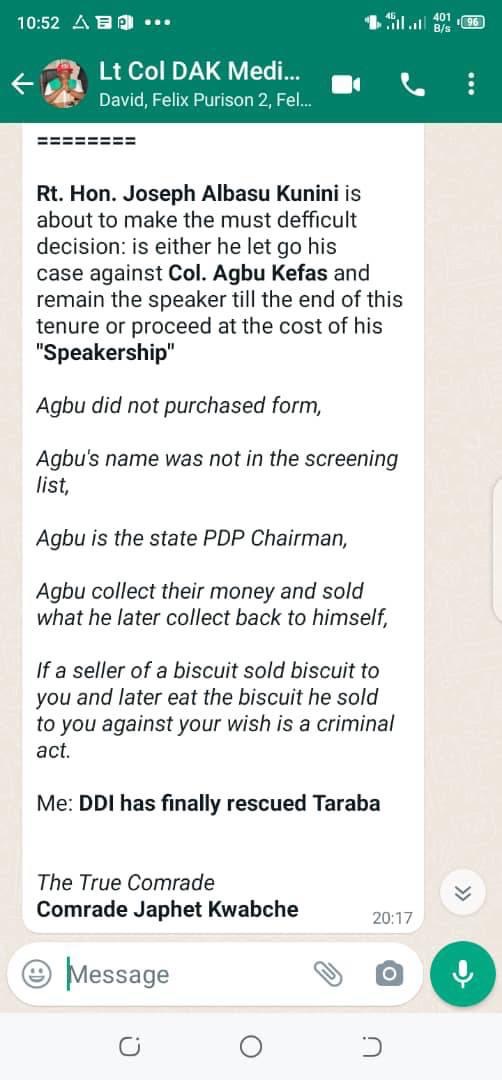 10:52
4G
401
B/s
96
Lt Col DAK Medi...
David, Felix Purison 2, Fel...
========
Rt. Hon. Joseph Albasu Kunini is
about to make the must defficult
decision: is either he let go his
case against Col. Agbu Kefas and
remain the speaker till the end of this
tenure or proceed at the cost of his
"Speakership"
Agbu did not purchased form,
Agbu's name was not in the screening
list,
Agbu is the state PDP Chairman,
Agbu collect their money and sold
what he later collect back to himself,
If a seller of a biscuit sold biscuit to
you and later eat the biscuit he sold
to you against your wish is a criminal
act.
Me: DDI has finally rescued Taraba
The True Comrade
Comrade Japhet Kwabche
20:17
Message